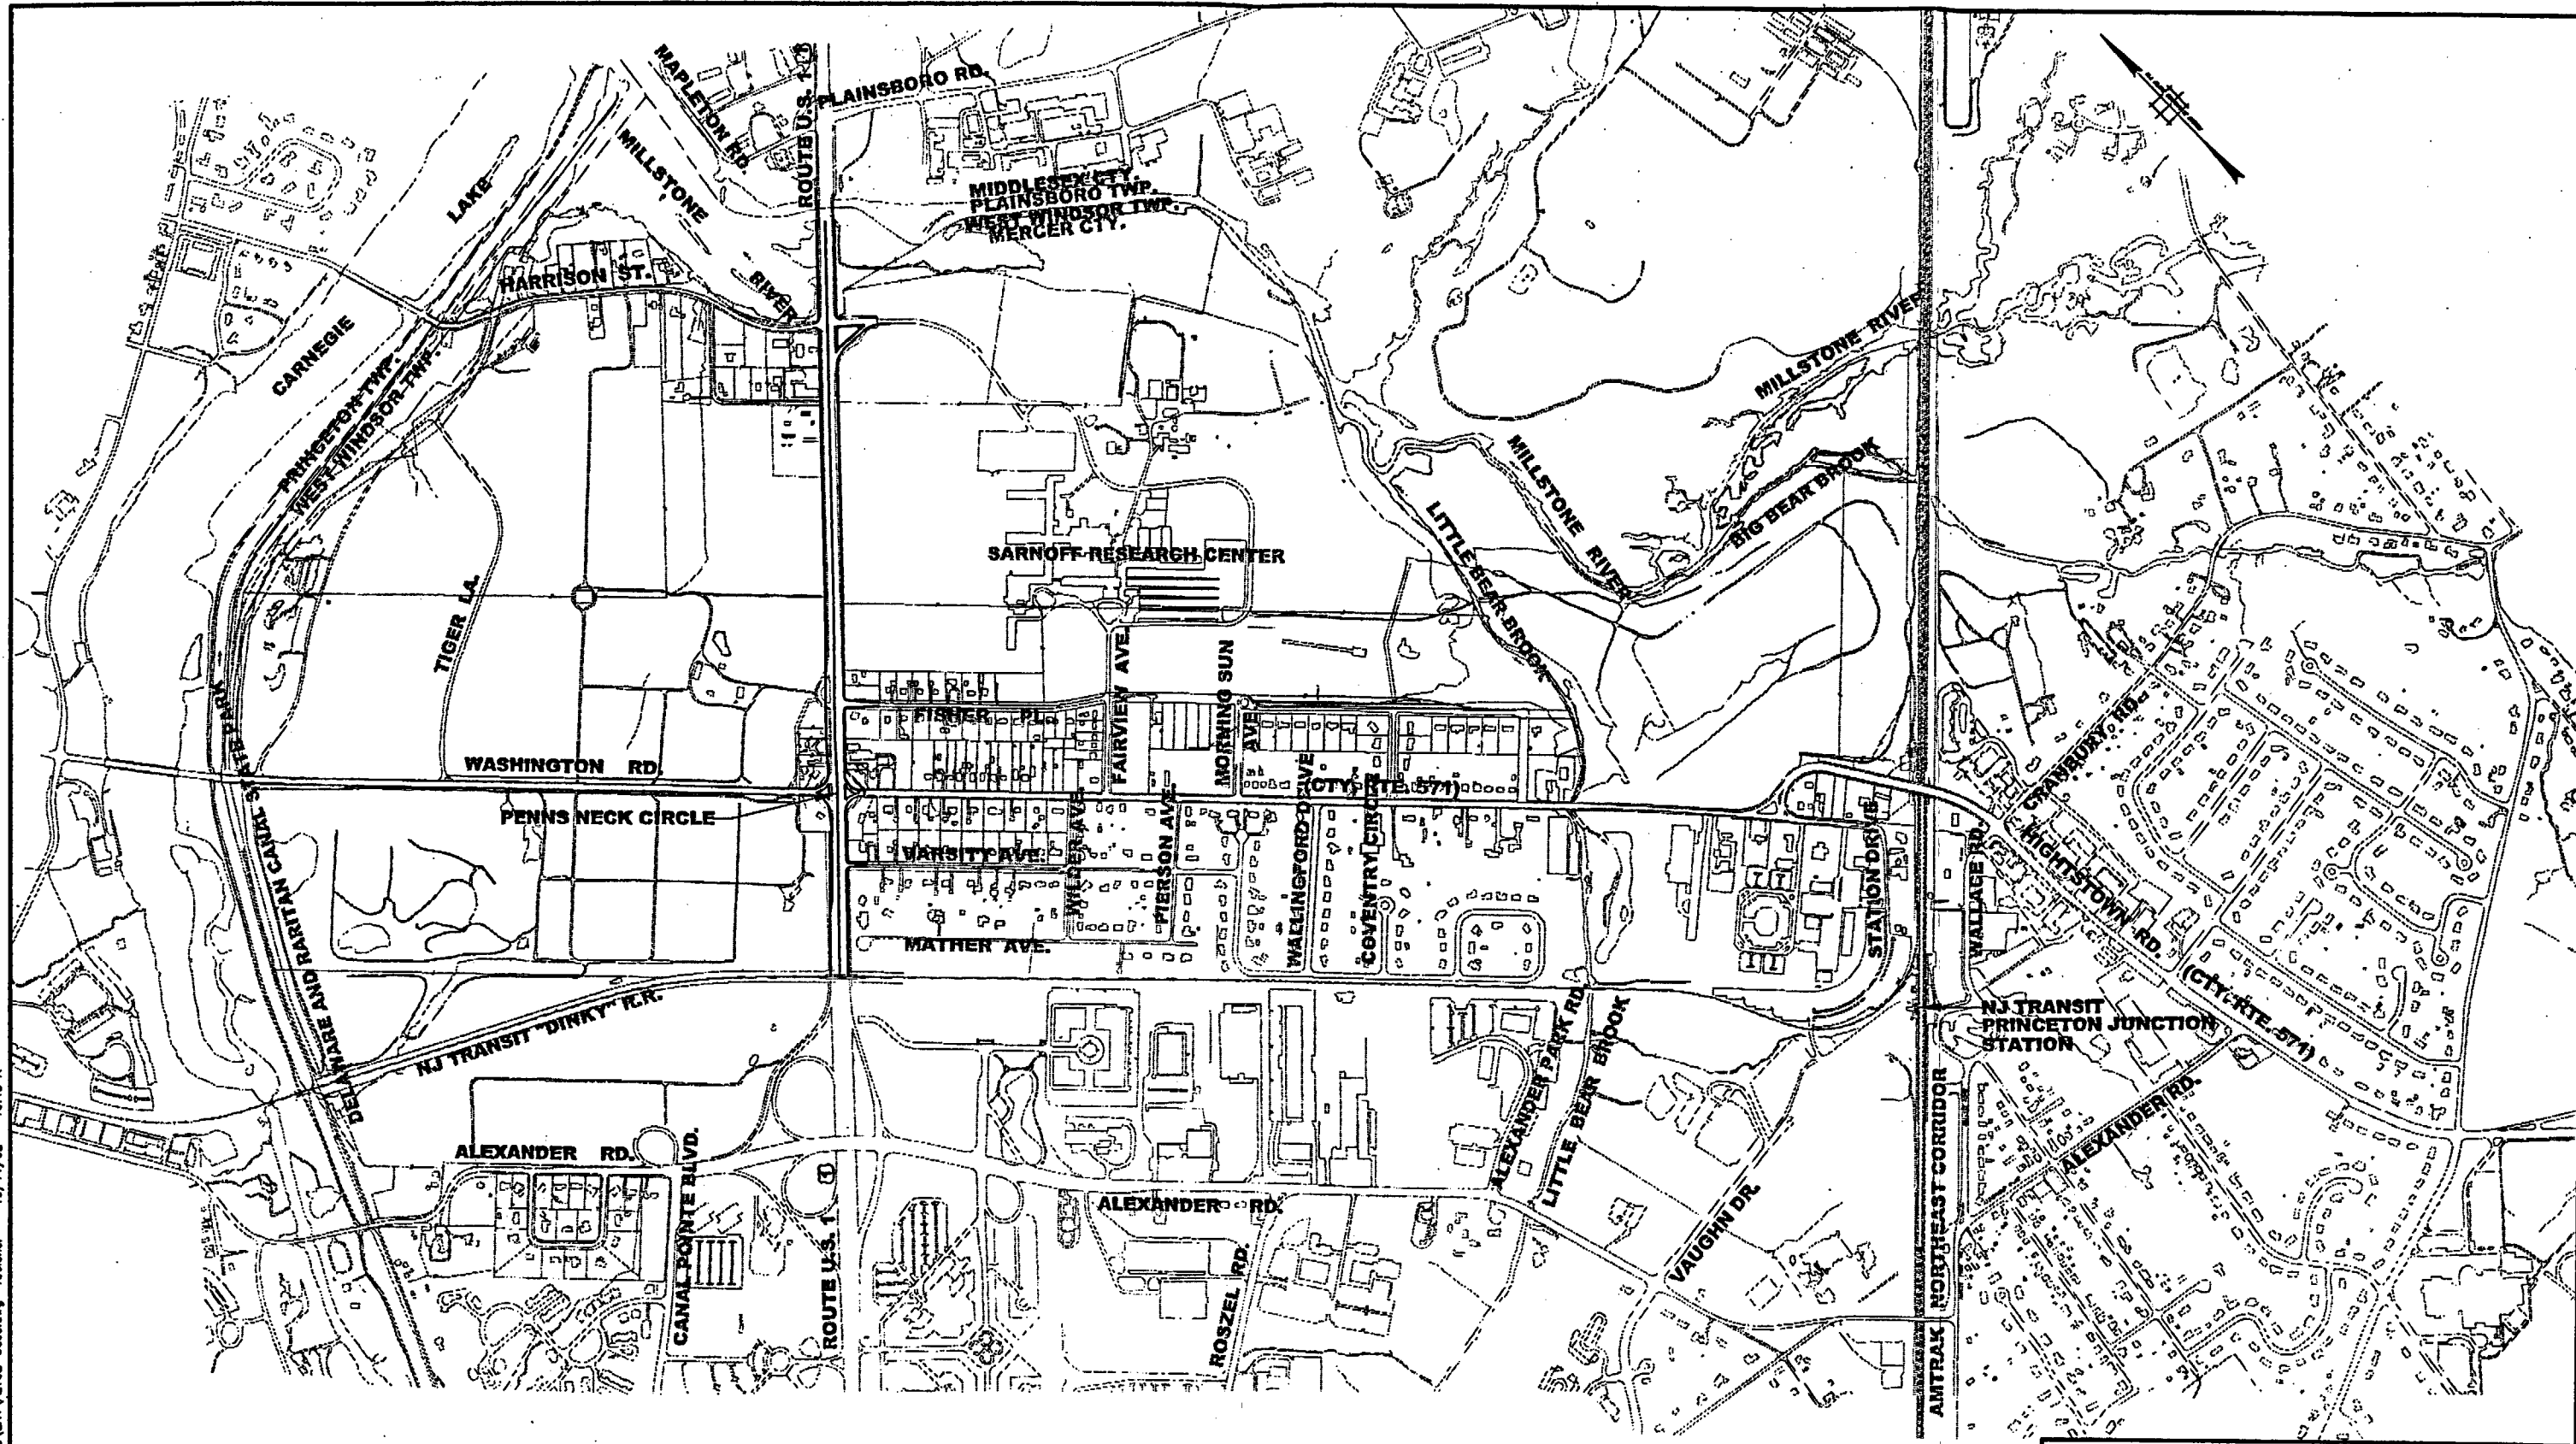 MAPLETON RD.
ROUTE U.S. 1
PLAINSBORO RD.
MILLSTONE
RIVER
LAKE
CARNEGIE
MIDDLESEX CTY.
PLAINSBORO TWP.
WEST WINDSOR TWP.
MERCER CTY.
HARRISON ST.
PRINCETON TWP.
WEST WINDSOR TWP.
MILLSTONE RIVER
MILLSTONE RIVER
BIG BEAR BROOK
LITTLE BEAR BROOK
SARNOFF RESEARCH CENTER
TIGER LA.
FISHER PL.
FAIRVIEW AVE.
MORNING SUN
AVE
WASHINGTON RD.
(CTY. RTE. 571)
PENNS NECK CIRCLE
VARSITY AVE.
WILDER AVE.
PIERSON AVE.
WALLINGFORD DRAVE
COVENTRY CIRCR
MATHER AVE.
STATION DRIVE
WALLACE RD.
CRANBURY RD.
HIGHTSTOWN RD.
(CTY. RTE. 571)
DELAWARE AND RARITAN CANAL STATE PARK
NJ TRANSIT "DINKY" R.R.
NJ TRANSIT
PRINCETON JUNCTION
STATION
ALEXANDER PARK RD.
LITTLE BEAR BROOK
ALEXANDER RD.
CANAL POINTE BLVD.
ROUTE U.S. 1
1
ALEXANDER RD.
ROSZEL RD.
VAUGHN DR.
AMTRAK NORTHEAST CORRIDOR
ALEXANDER RD.